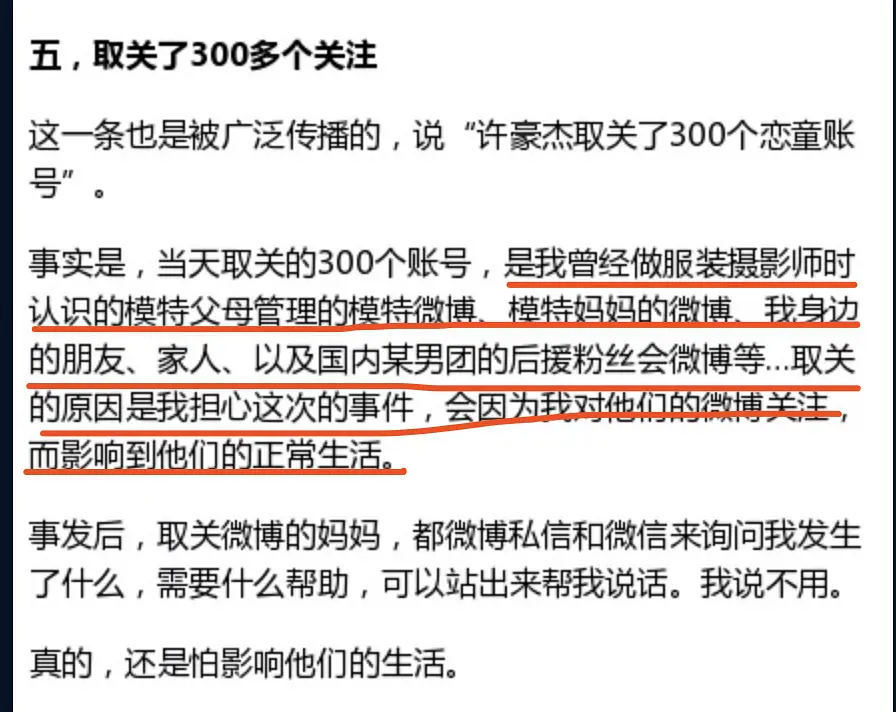 五，取关了300多个关注
这一条也是被广泛传播的，说“许豪杰取关了300个恋童账
号”。
事实是，当天取关的300个账号，是我曾经做服装摄影师时
认识的模特父母管理的模特微博、模特妈妈的微博、我身边
的朋友、家人、以及国内某男团的后援粉丝会微博等...取关
的原因是我担心这次的事件，会因为我对他们的微博关注，
而影响到他们的正常生活。
事发后，取关微博的妈妈，都微博私信和微信来询问我发生
了什么，需要什么帮助，可以站出来帮我说话。我说不用。
真的，还是怕影响他们的生活。